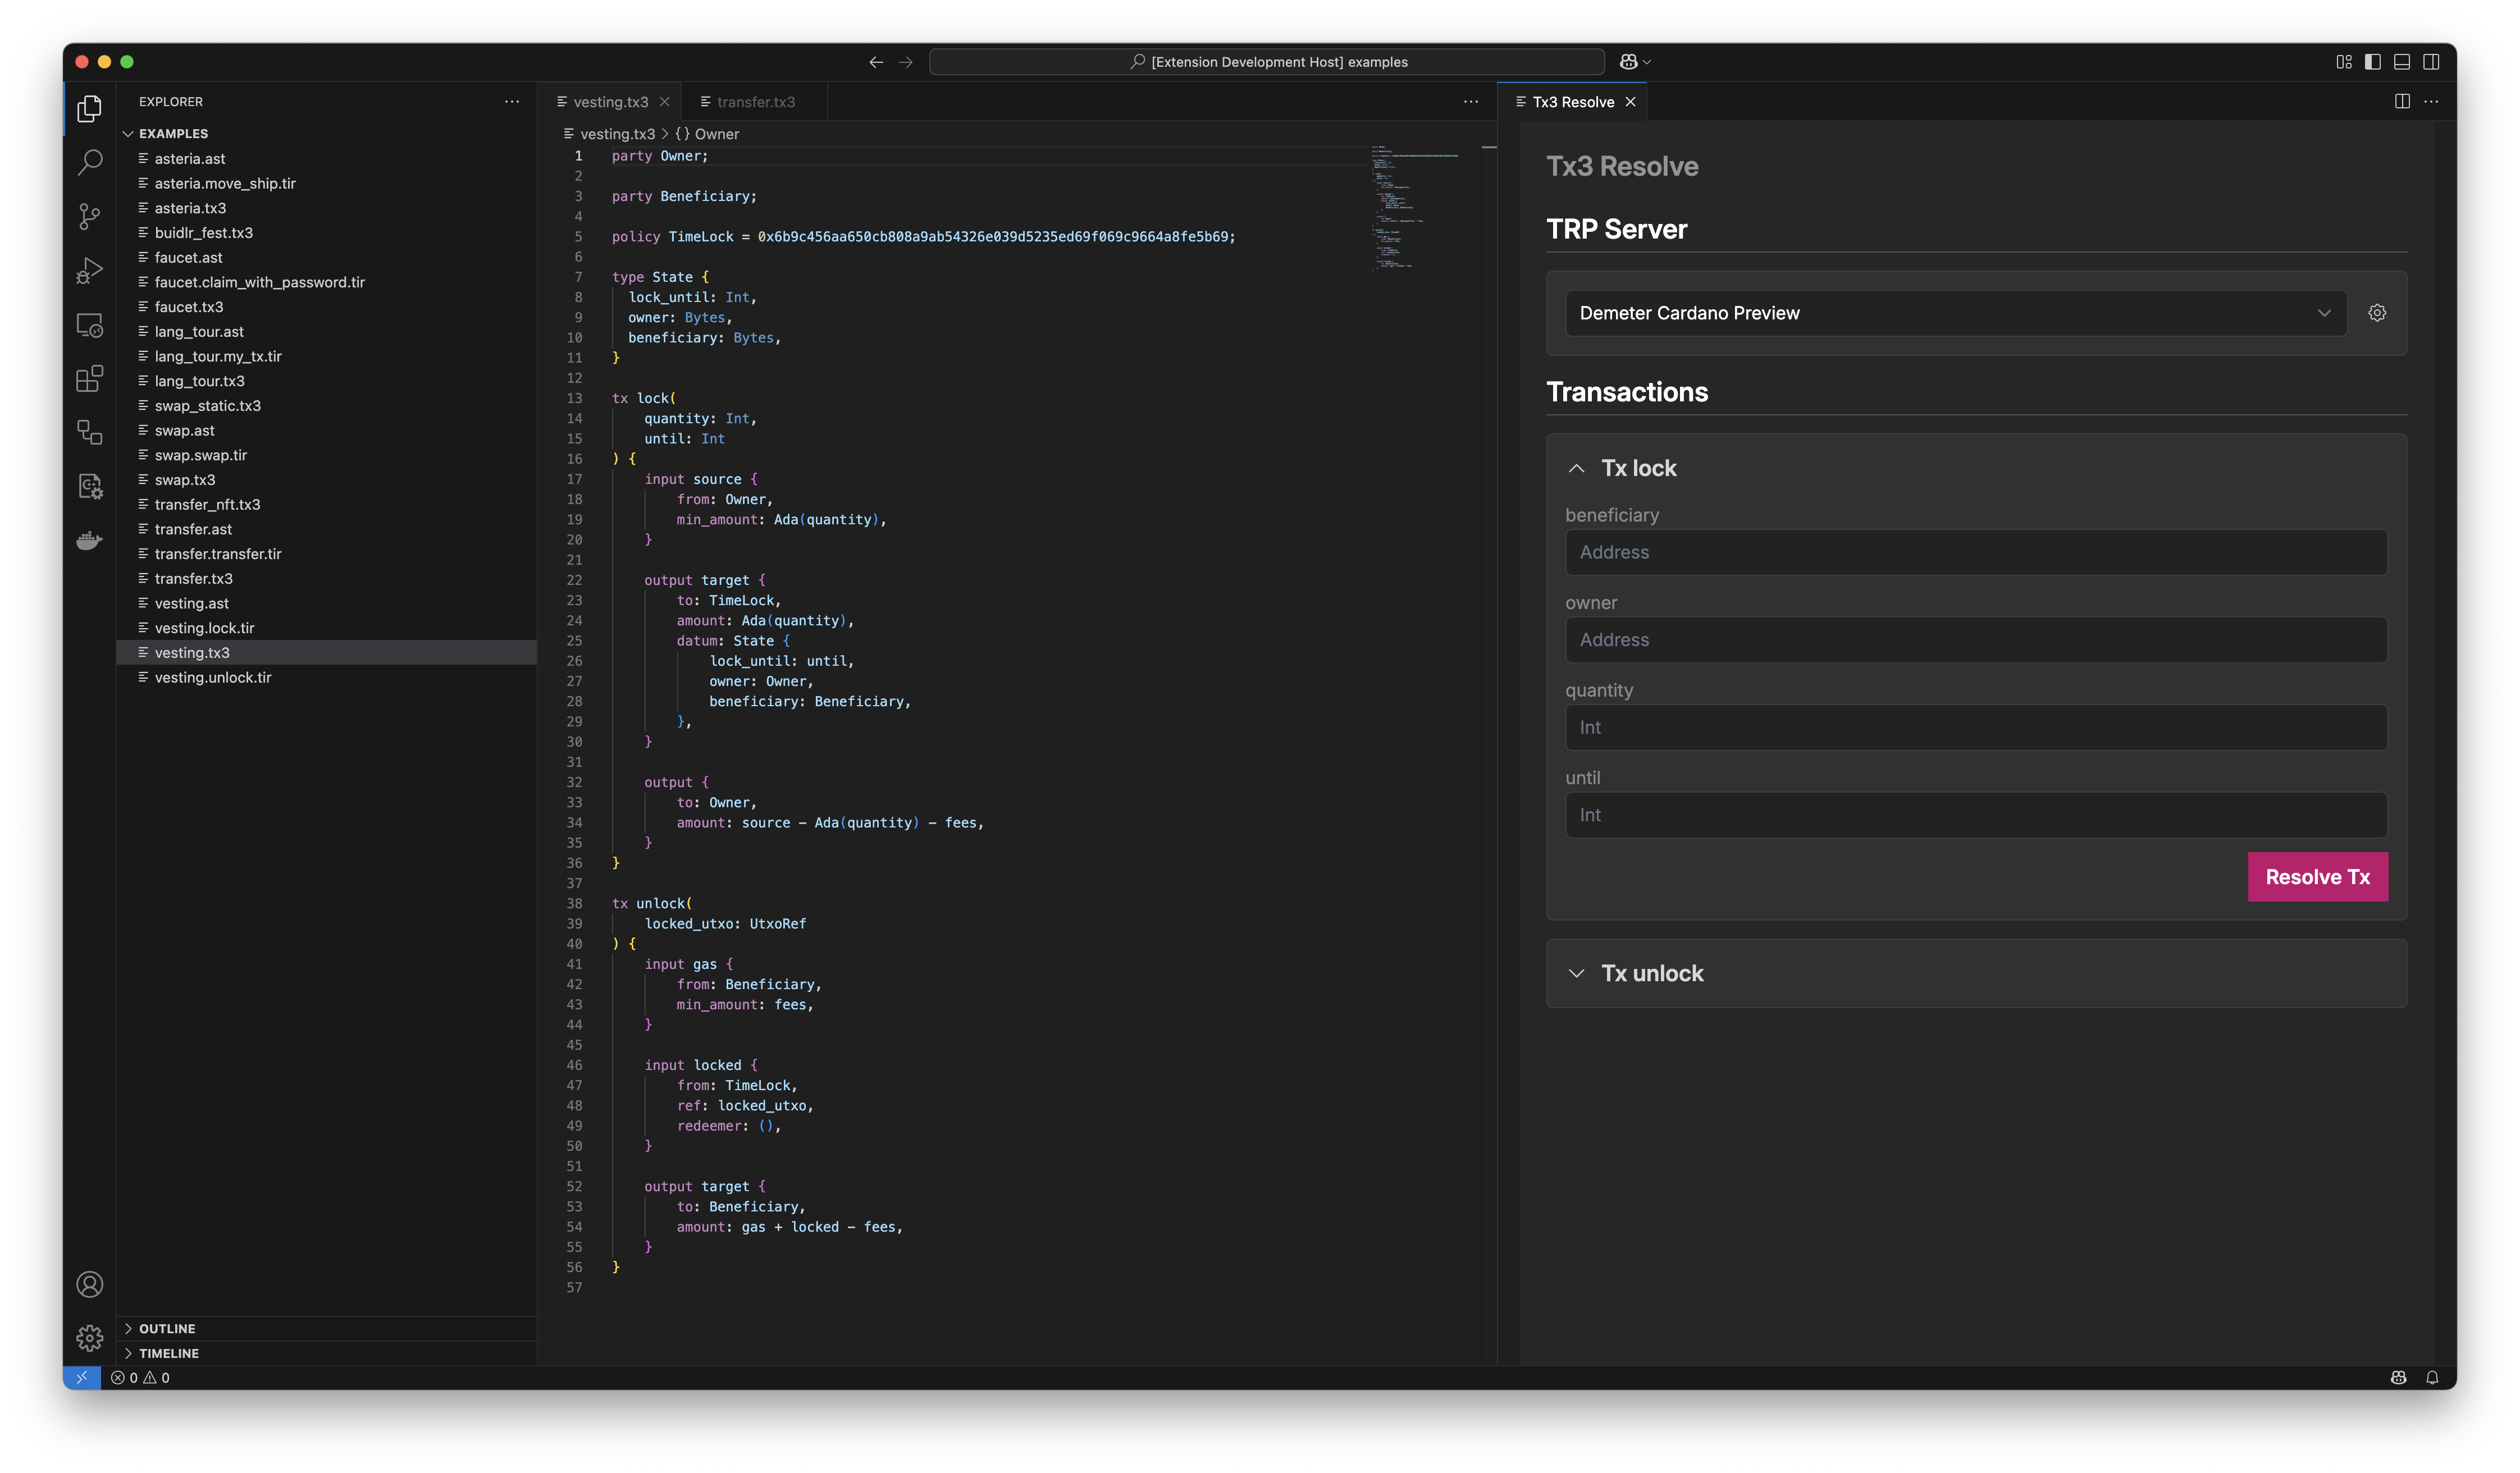 [Extension Development Host] examples
EXPLORER
EXAMPLES
asteria.ast
asteria.move_ship.tir
asteria.tx3
buidlr_fest.tx3
faucet.ast
faucet.claim_with_password.tir
faucet.tx3
lang_tour.ast
lang_tour.my_tx.tir
lang_tour.tx3
swap_static.tx3
swap.ast
swap.swap.tir
swap.tx3
transfer_nft.tx3
transfer.ast
transfer.transfer.tir
transfer.tx3
vesting.ast
vesting.lock.tir
vesting.tx3
vesting.unlock.tir
OUTLINE
TIMELINE
0 0
vesting.tx3 transfer.tx3
vesting.tx3 > {} Owner
1 party Owner;
2
3 party Beneficiary;
4
5 policy TimeLock = 0x6b9c456aa650cb808a9ab54326e039d5235ed69f069c9664a8fe5b69;
6
7 type State {
8 lock_until: Int,
9 owner: Bytes,
10 beneficiary: Bytes,
11 }
12
13 tx lock(
14 quantity: Int,
15 until: Int
16 ) {
17 input source {
18 from: Owner,
19 min_amount: Ada(quantity),
20 }
21
22 output target {
23 to: TimeLock,
24 amount: Ada(quantity),
25 datum: State {
26 lock_until: until,
27 owner: Owner,
28 beneficiary: Beneficiary,
29 },
30 }
31
32 output {
33 to: Owner,
34 amount: source - Ada(quantity) - fees,
35 }
36 }
37
38 tx unlock(
39 locked_utxo: UtxoRef
40 ) {
41 input gas {
42 from: Beneficiary,
43 min_amount: fees,
44 }
45
46 input locked {
47 from: TimeLock,
48 ref: locked_utxo,
49 redeemer: (),
50 }
51
52 output target {
53 to: Beneficiary,
54 amount: gas + locked - fees,
55 }
56 }
57
Tx3 Resolve
Tx3 Resolve
TRP Server
Demeter Cardano Preview
Transactions
Tx lock
beneficiary
Address
owner
Address
quantity
Int
until
Int
Resolve Tx
Tx unlock